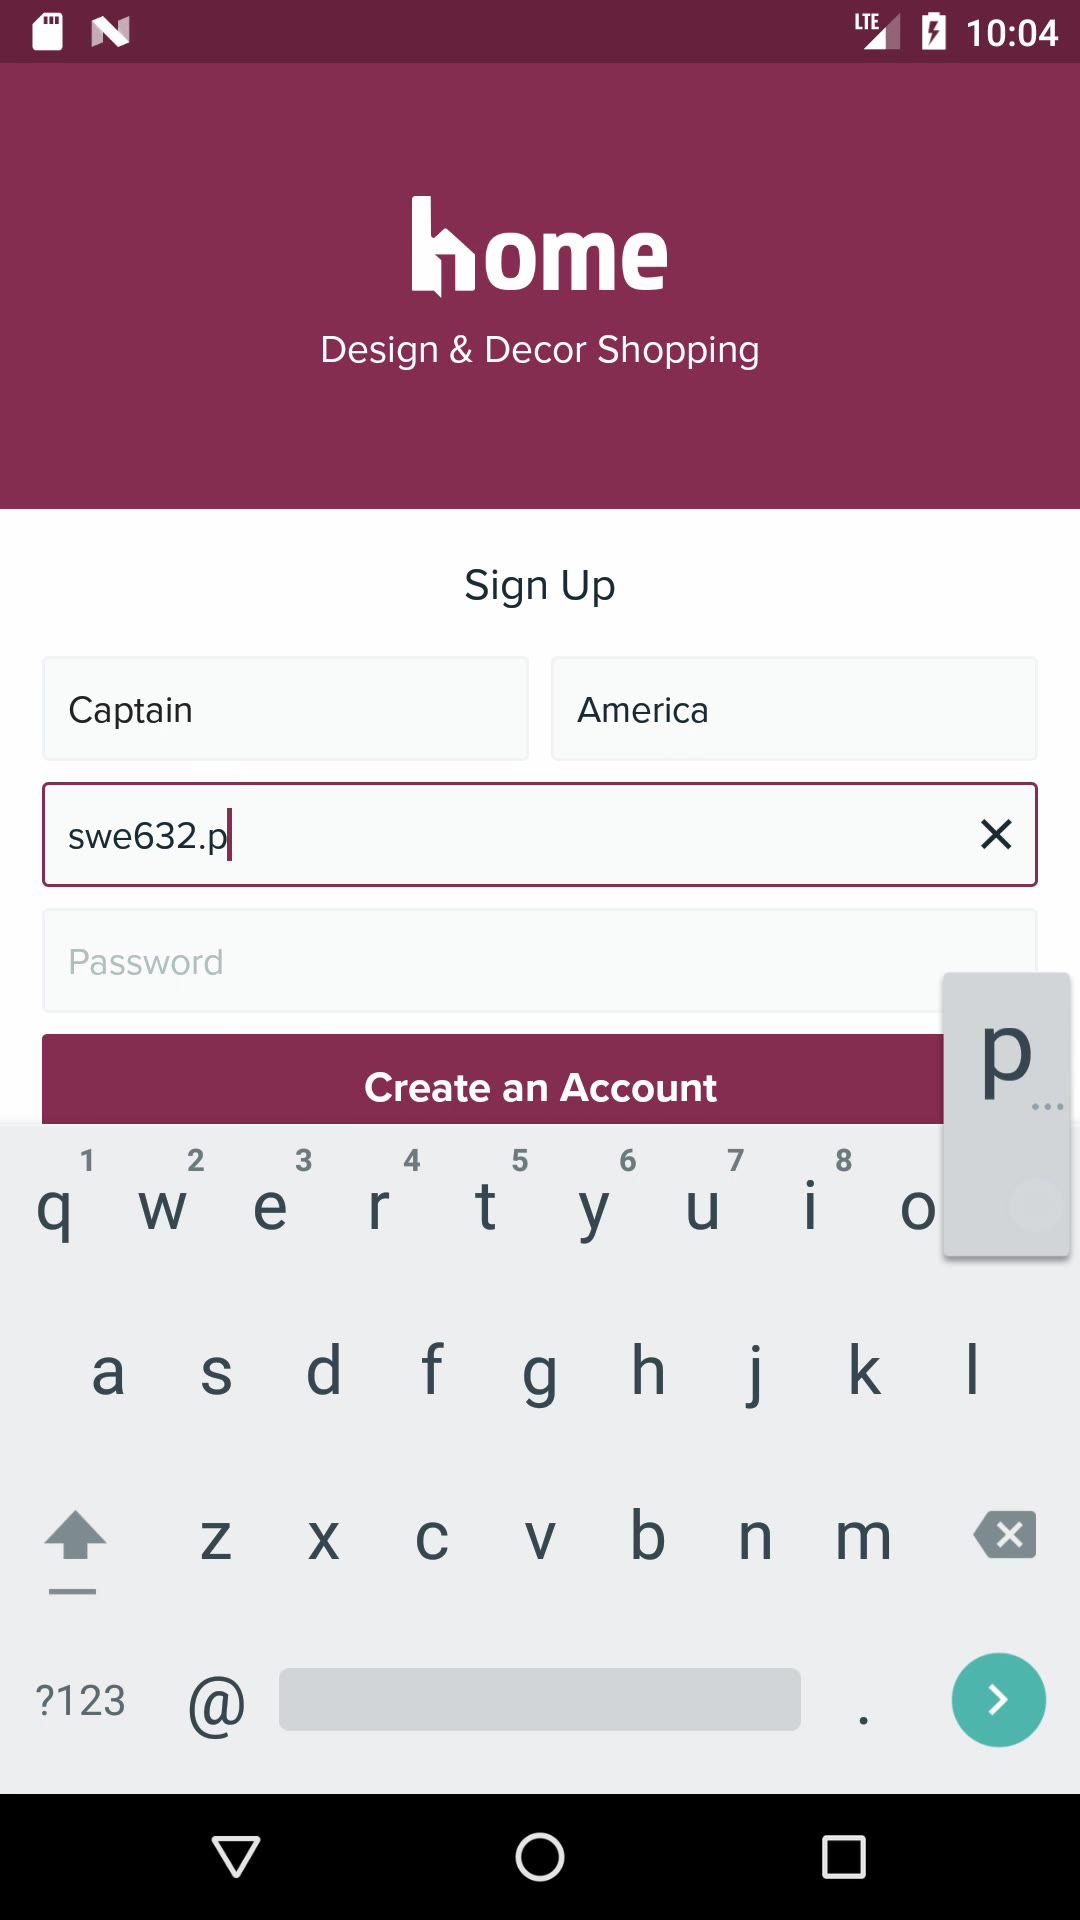 LTE 10:04
home
Design & Decor Shopping
Sign Up
Captain America
swe632.p
Password
Create an Account
p
...
1 2 3 4 5 6 7 8
q w e r t y u i o
a s d f g h j k l
z x c v b n m
?123 @ .